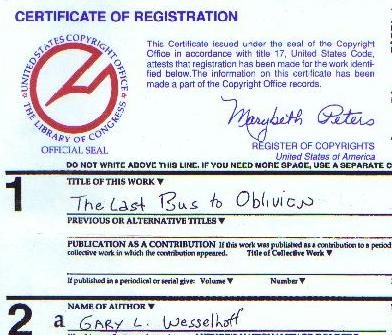 CERTIFICATE OF REGISTRATION
UNITED STATES COPYRIGHT OFFICE
THE LIBRARY OF CONGRESS
OFFICIAL SEAL
This Certificate issued under the seal of the Copyright
Office in accordance with title 17, United States Code,
attests that registration has been made for the work identi-
fied below. The information on this certificate has been
made a part of the Copyright Office records.
Marybeth Peters
REGISTER OF COPYRIGHTS
United States of America
DO NOT WRITE ABOVE THIS LINE. IF YOU NEED MORE SPACE, USE A SEPARATE C
1
TITLE OF THIS WORK ▼
The Last Bus to Oblivion
PREVIOUS OR ALTERNATIVE TITLES ▼
PUBLICATION AS A CONTRIBUTION If this work was published as a contribution to a period
collective work in which the contribution appeared. Title of Collective Work ▼
If published in a periodical or serial give: Volume ▼ Number ▼
2
NAME OF AUTHOR ▼
a GARY L. Wesselhoff